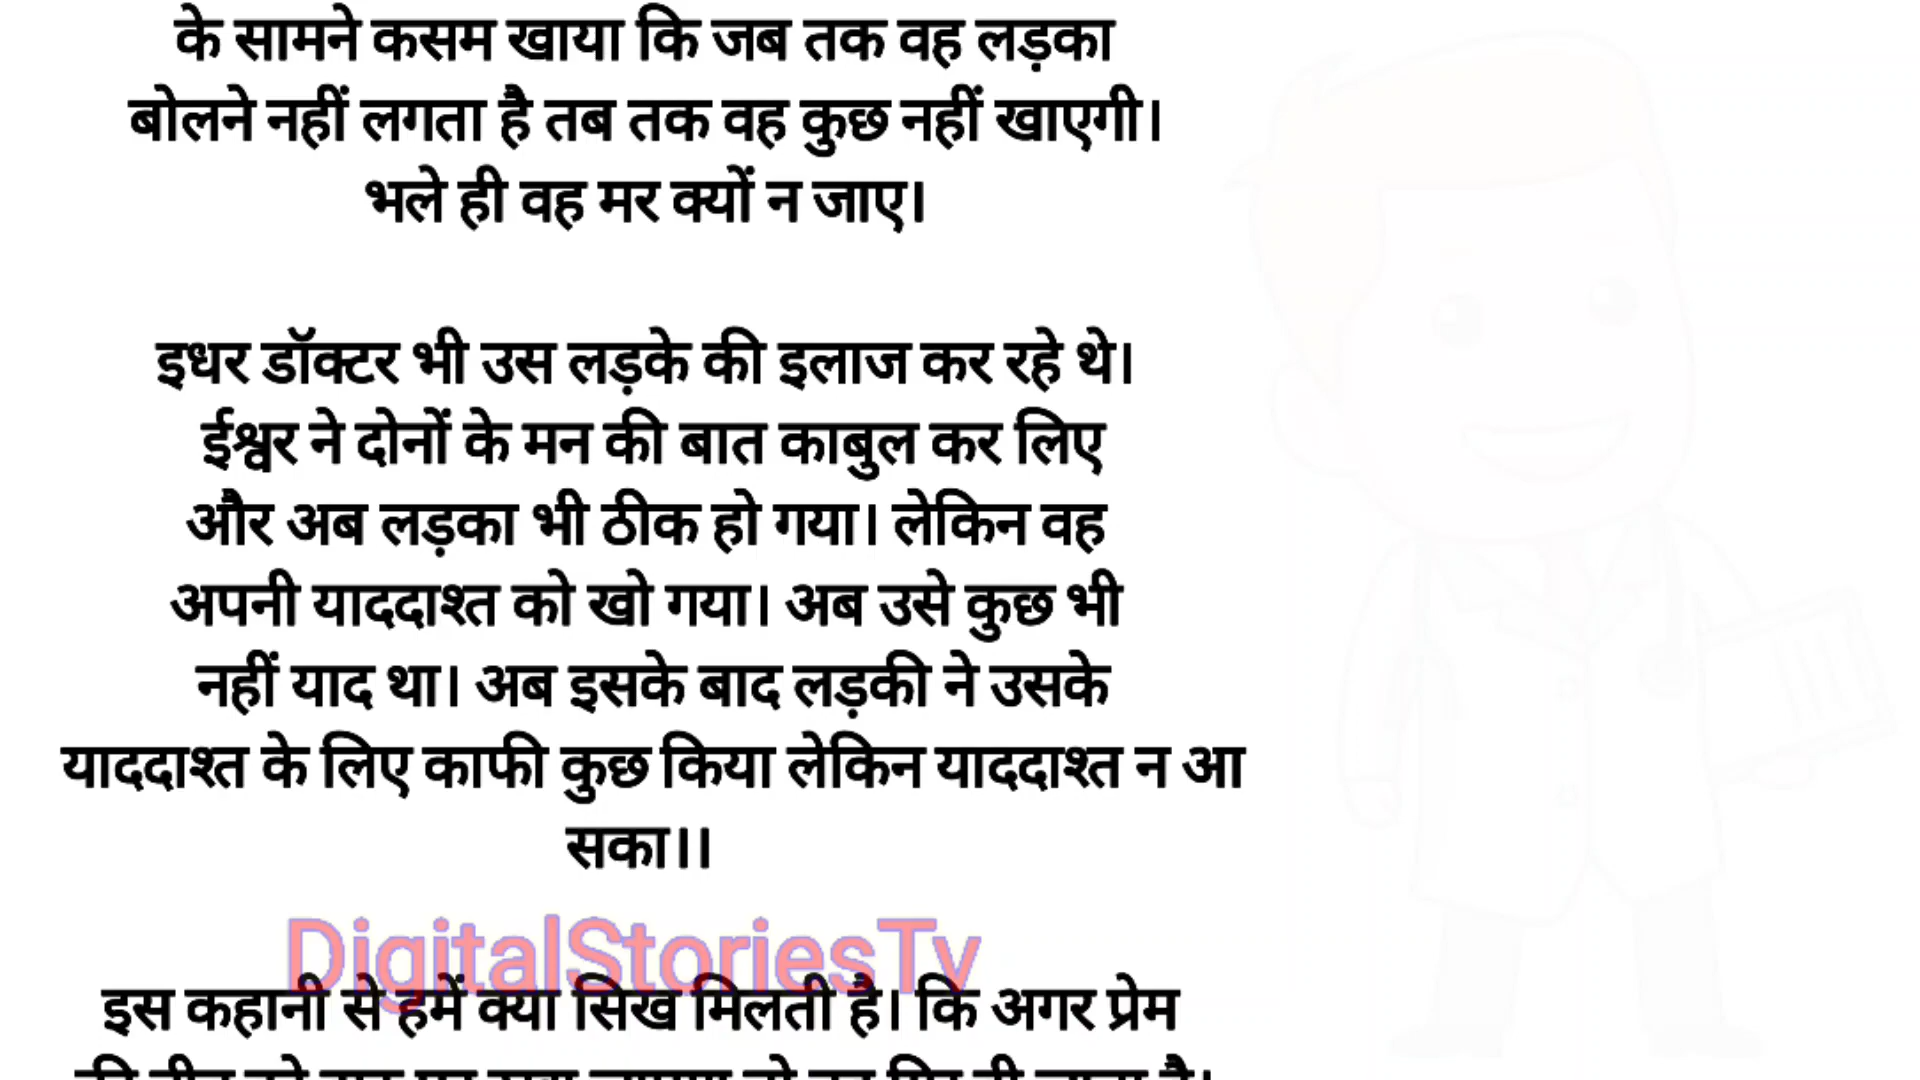 के सामने कसम खाया कि जब तक वह लड़का
बोलने नहीं लगता है तब तक वह कुछ नहीं खाएगी।
भले ही वह मर क्यों न जाए।
इधर डॉक्टर भी उस लड़के की इलाज कर रहे थे।
ईश्वर ने दोनों के मन की बात काबुल कर लिए
और अब लड़का भी ठीक हो गया। लेकिन वह
अपनी याददाश्त को खो गया। अब उसे कुछ भी
नहीं याद था। अब इसके बाद लड़की ने उसके
याददाश्त के लिए काफी कुछ किया लेकिन याददाश्त न आ
सका।।
DigitalStoriesTv
इस कहानी से हमें क्या सिख मिलती है। कि अगर प्रेम